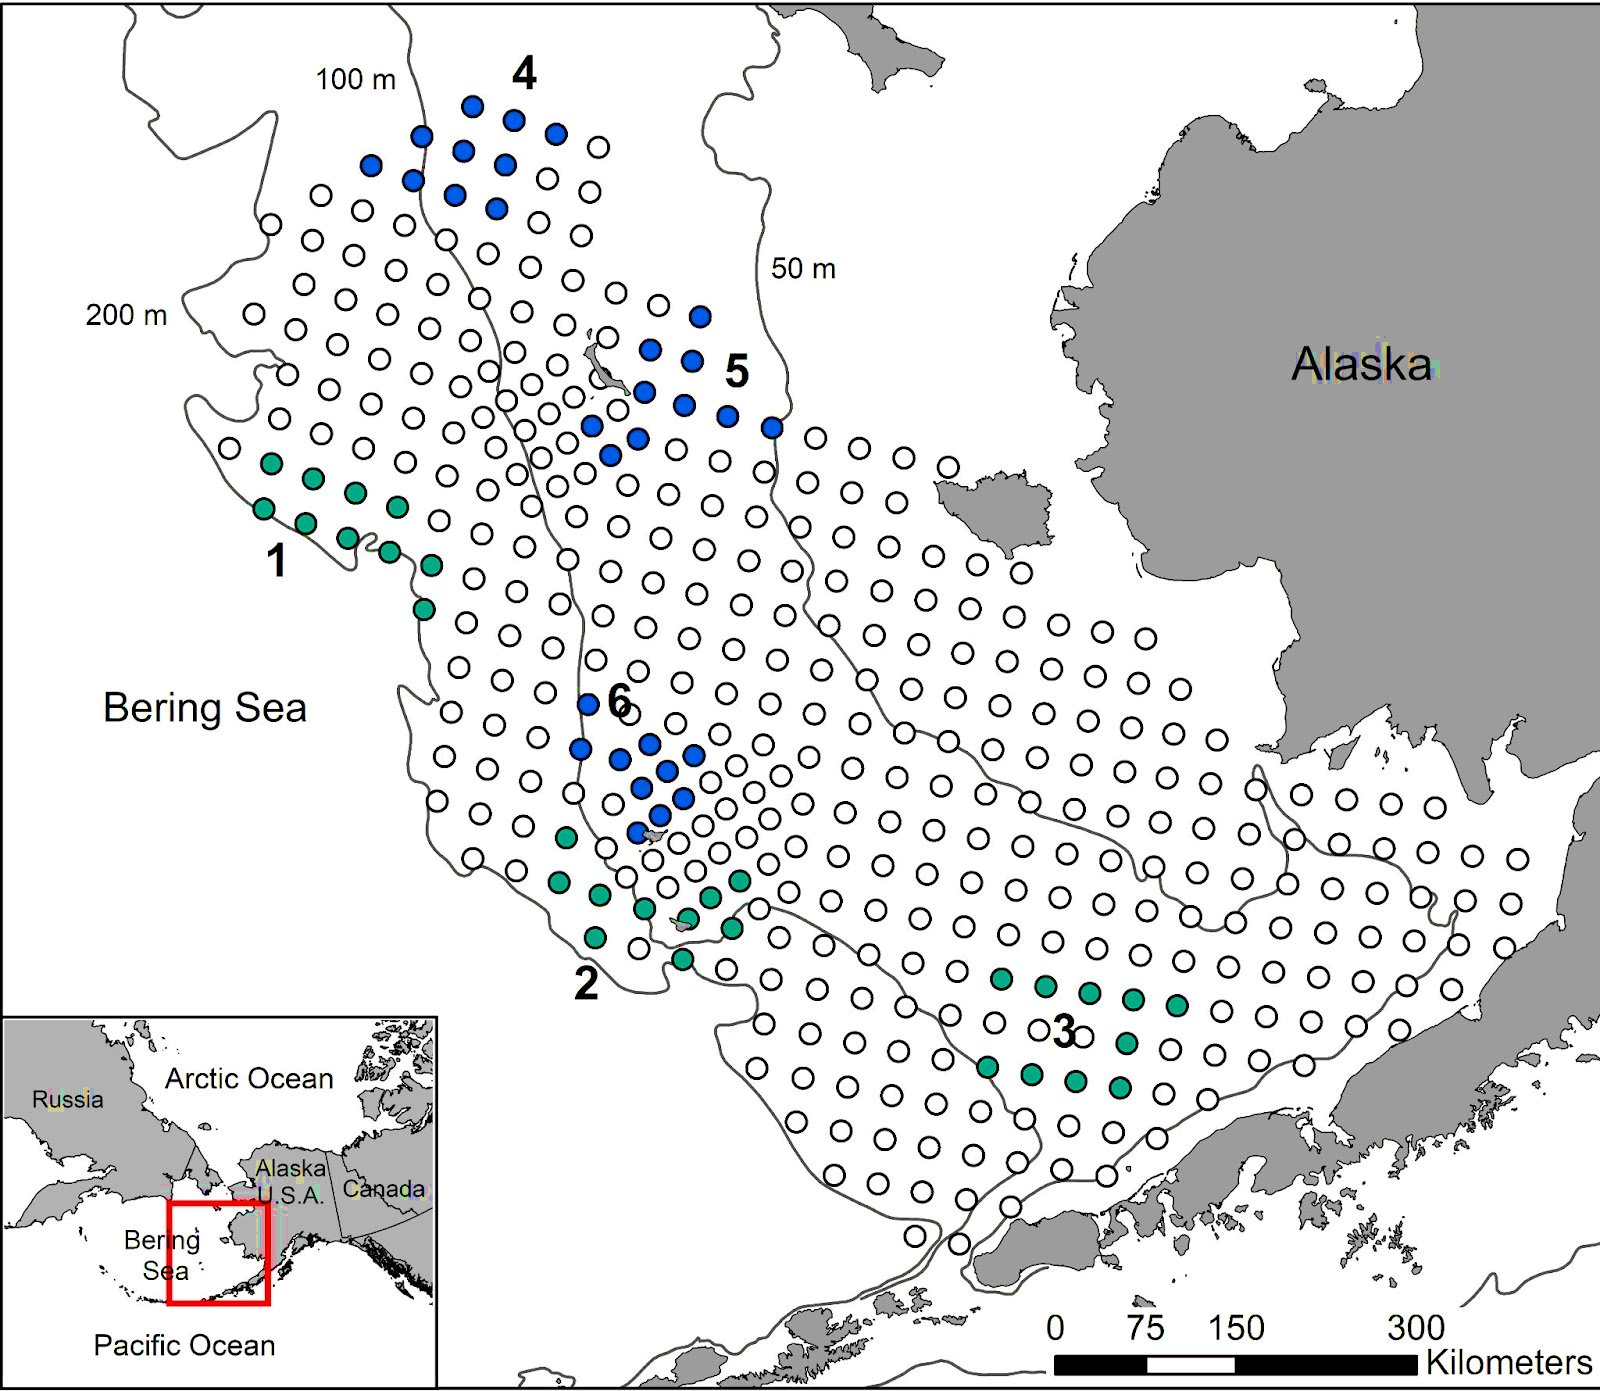 100 m
4
50 m
200 m
5
Alaska
1
6
Bering Sea
2
3
Arctic Ocean
Russia
Alaska
U.S.A.
Canada
Bering
Sea
Pacific Ocean
0 75 150 300
Kilometers